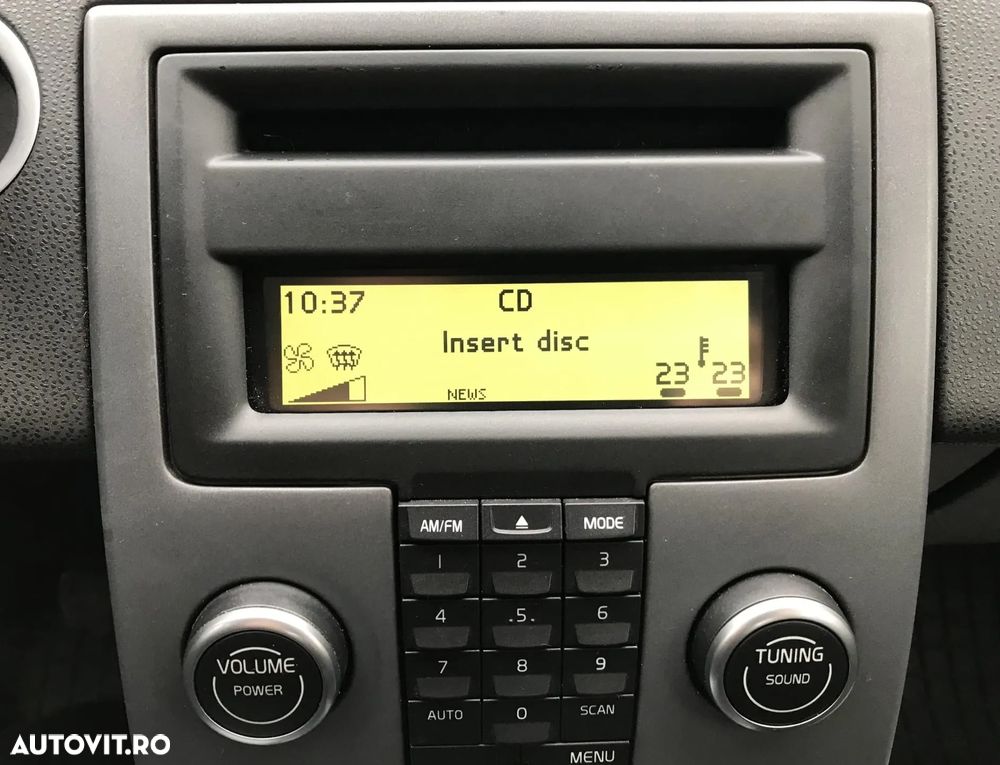 10:37 CD
Insert disc
23 23
NEWS
AM/FM MODE
1 2 3
4 .5. 6
7 8 9
AUTO 0 SCAN
MENU
VOLUME
POWER
TUNING
SOUND
AUTOVIT.RO